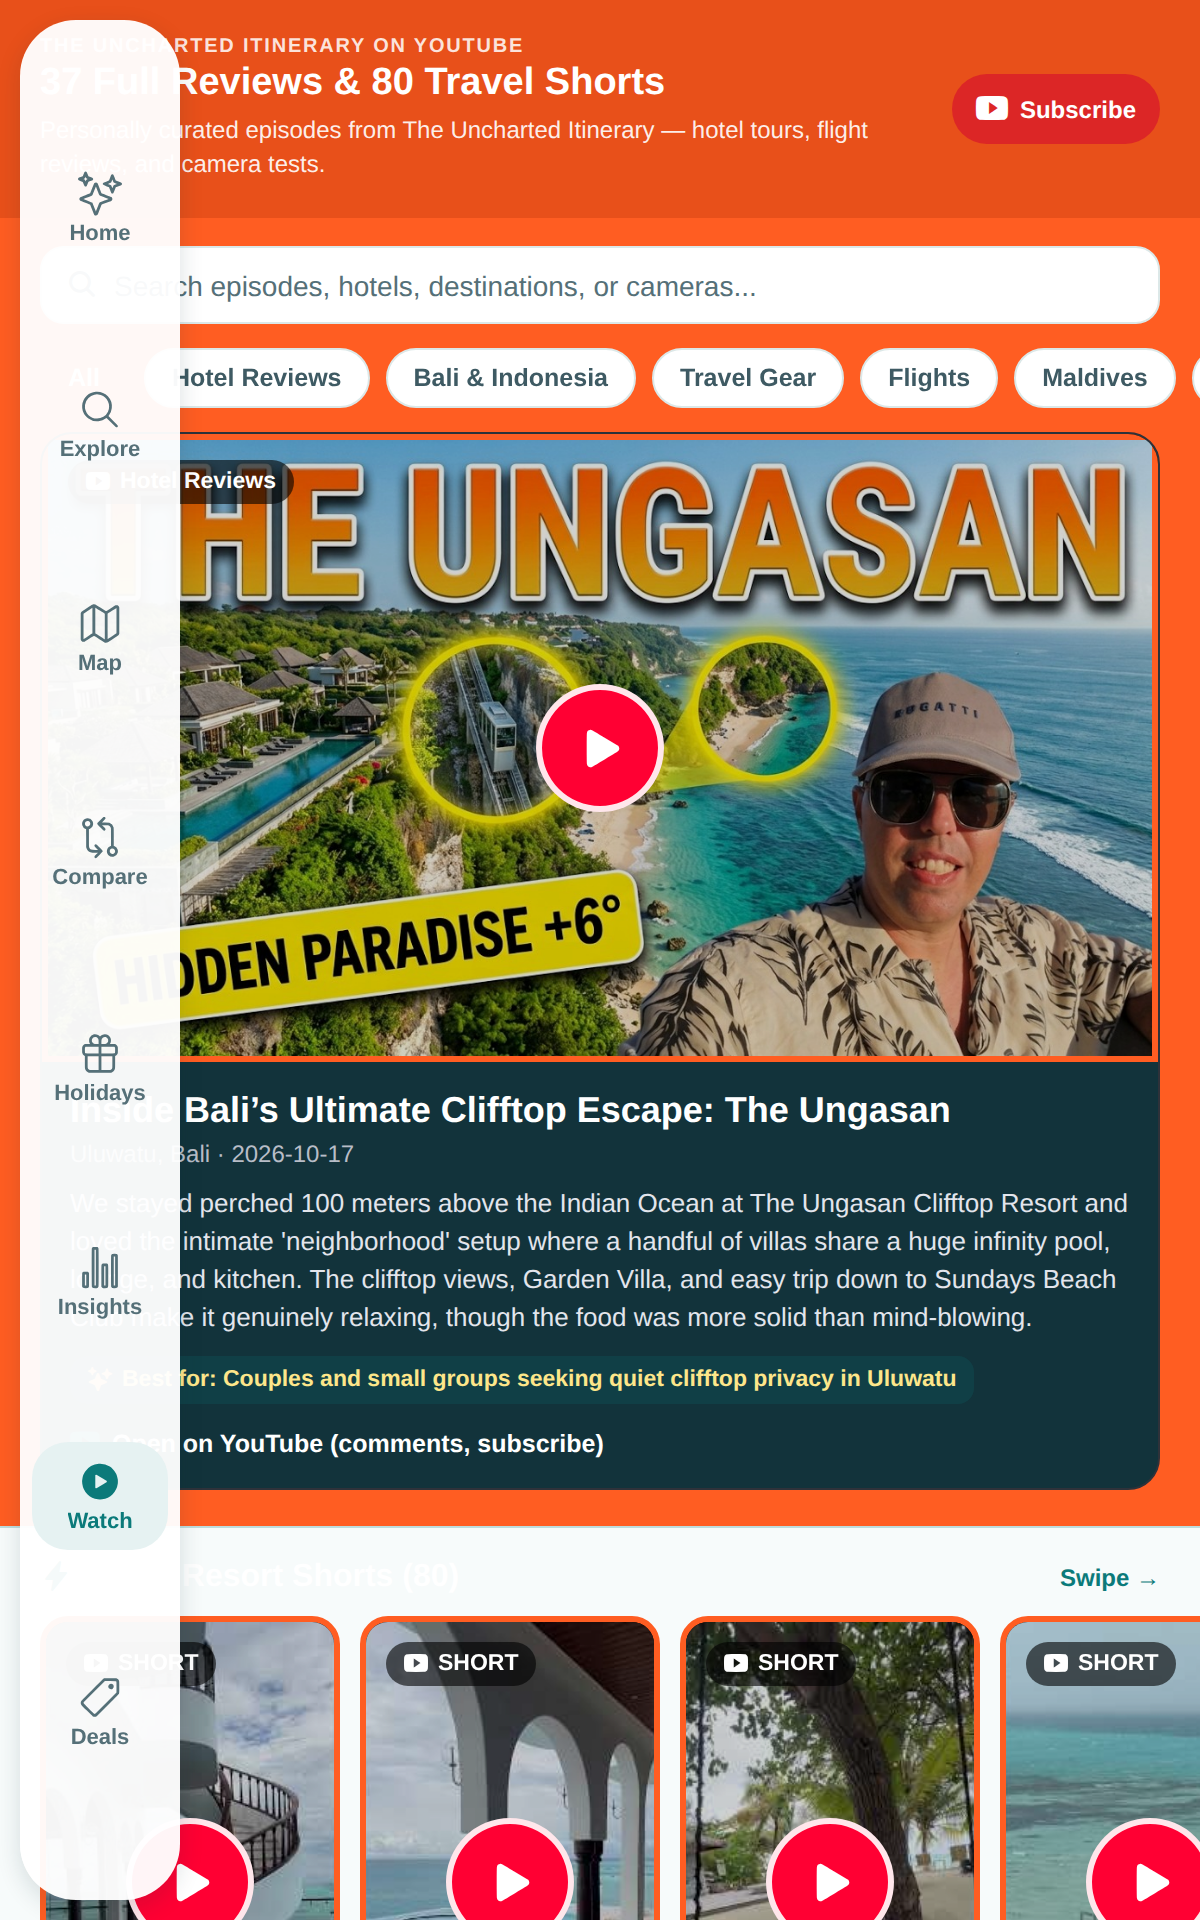 THE UNCHARTED ITINERARY ON YOUTUBE
37 Full Reviews & 80 Travel Shorts
Personally curated episodes from The Uncharted Itinerary — hotel tours, flight
reviews, and camera tests.
Subscribe
Home
Search episodes, hotels, destinations, or cameras...
All
Hotel Reviews
Bali & Indonesia
Travel Gear
Flights
Maldives
Explore
Hotel Reviews
THE UNGASAN
Map
BUGATTI
Compare
HIDDEN PARADISE +6°
Holidays
Inside Bali’s Ultimate Clifftop Escape: The Ungasan
Uluwatu, Bali · 2026-10-17
We stayed perched 100 meters above the Indian Ocean at The Ungasan Clifftop Resort and
loved the intimate 'neighborhood' setup where a handful of villas share a huge infinity pool,
lounge, and kitchen. The clifftop views, Garden Villa, and easy trip down to Sundays Beach
Club make it genuinely relaxing, though the food was more solid than mind-blowing.
Insights
Best for: Couples and small groups seeking quiet clifftop privacy in Uluwatu
Open on YouTube (comments, subscribe)
Watch
Resort Shorts (80)
Swipe →
SHORT
SHORT
SHORT
SHORT
Deals